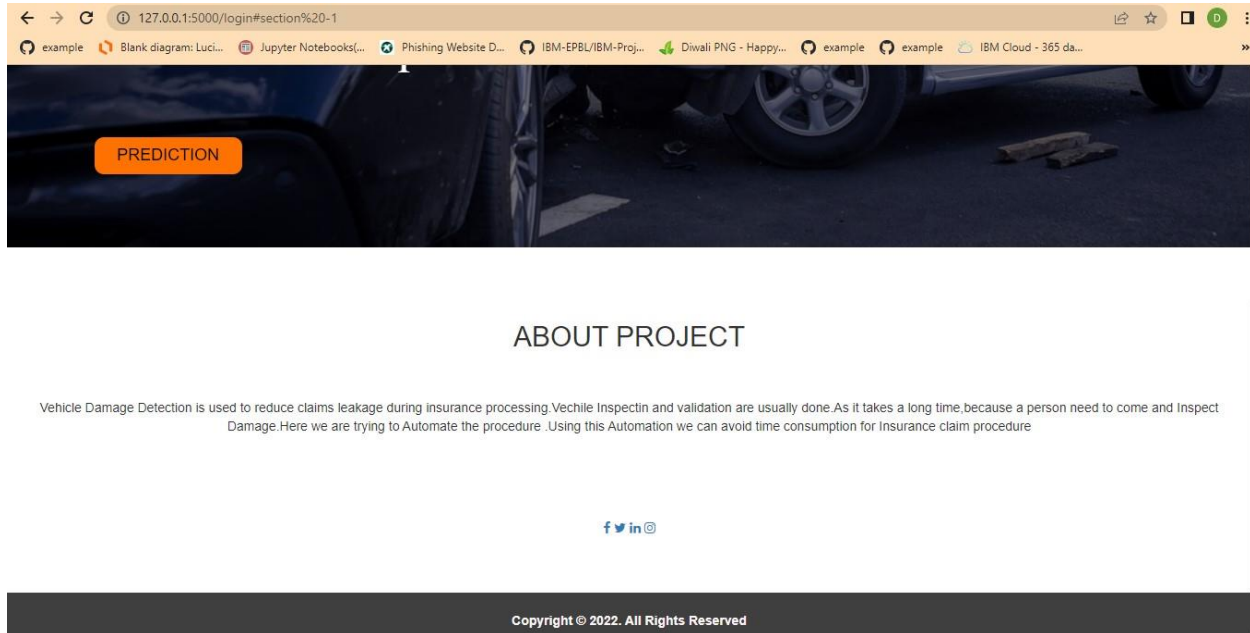 127.0.0.1:5000/login#section%20-1
D
example Blank diagram: Luci... Jupyter Notebooks(... Phishing Website D... IBM-EPBL/IBM-Proj... Diwali PNG - Happy... example example IBM Cloud - 365 da... »
PREDICTION
ABOUT PROJECT
Vehicle Damage Detection is used to reduce claims leakage during insurance processing.Vechile Inspectin and validation are usually done.As it takes a long time,because a person need to come and Inspect
Damage.Here we are trying to Automate the procedure .Using this Automation we can avoid time consumption for Insurance claim procedure
f in
Copyright © 2022. All Rights Reserved